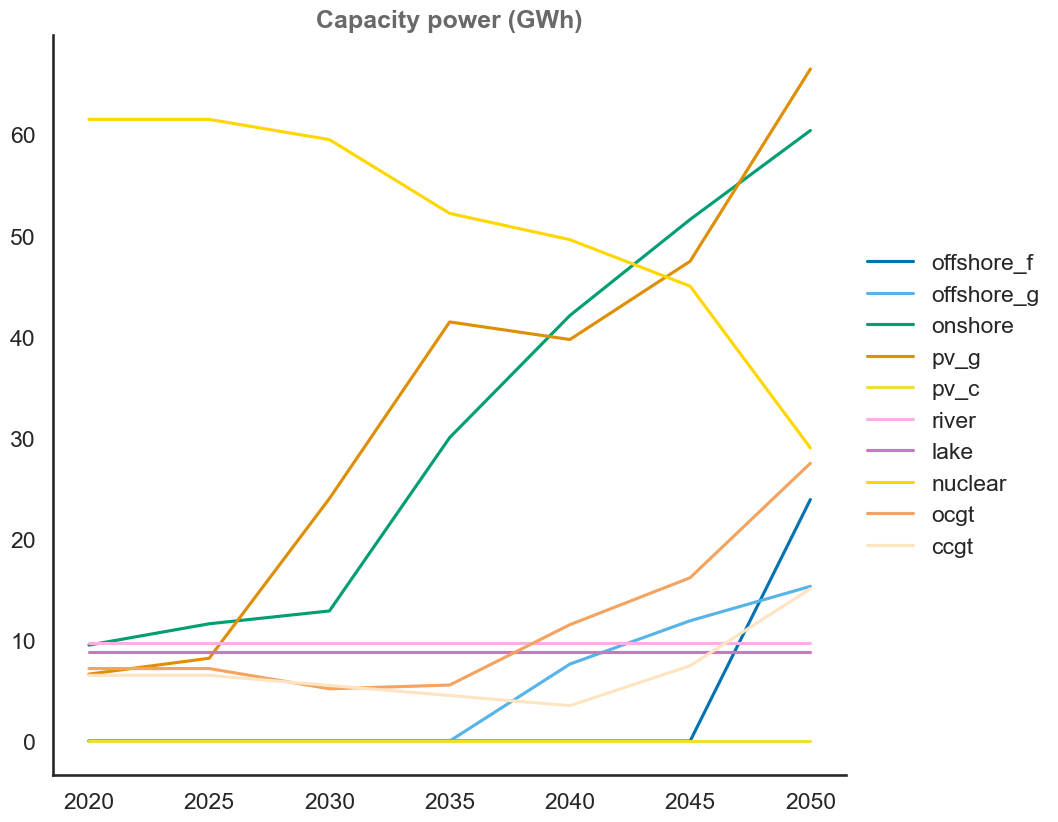 Capacity power (GWh)
60
50
40
30
20
10
0
2020 2025 2030 2035 2040 2045 2050
offshore_f
offshore_g
onshore
pv_g
pv_c
river
lake
nuclear
ocgt
ccgt